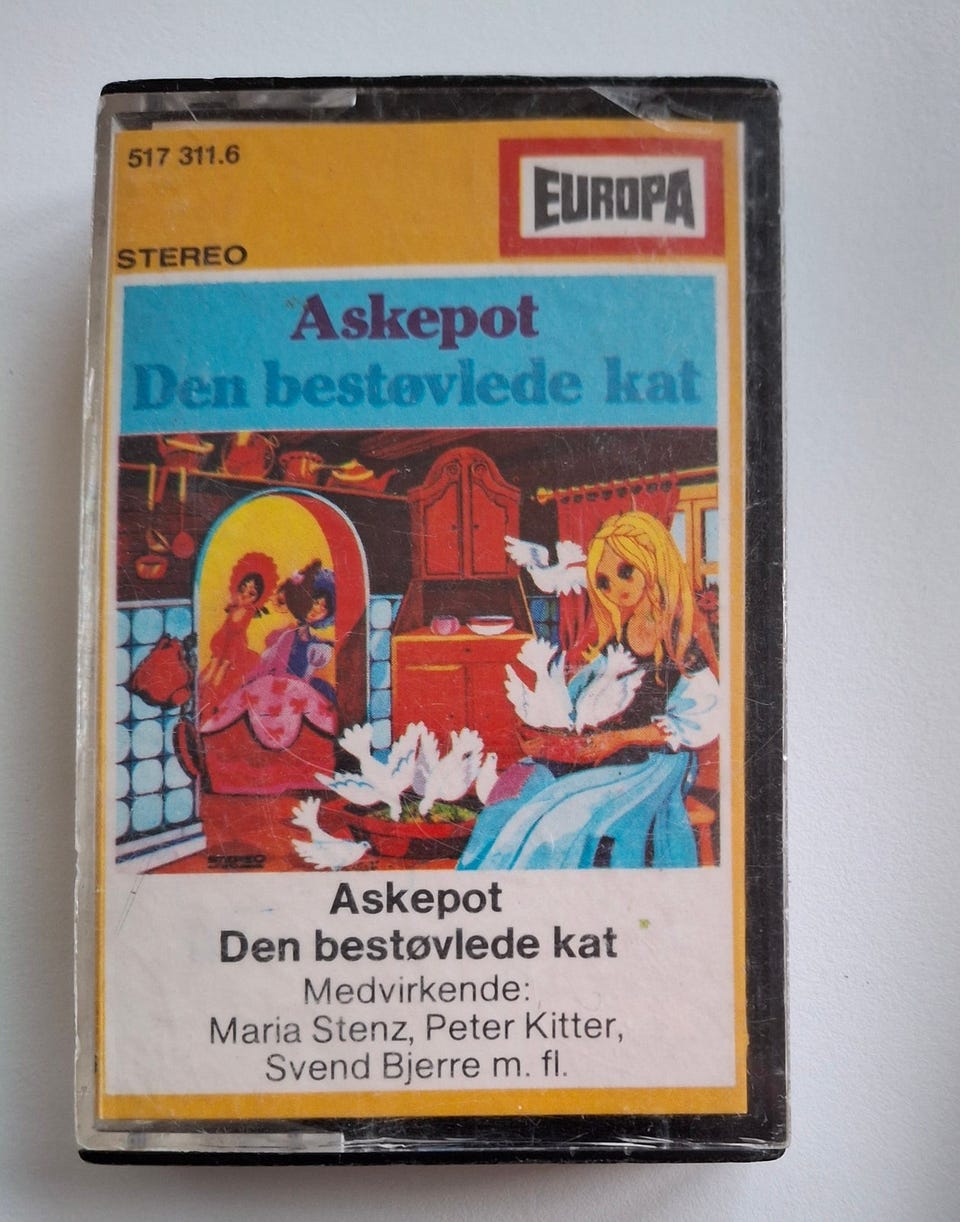 517 311.6
EUROPA
STEREO
Askepot
Den bestøvlede kat
STEREO
Askepot
Den bestøvlede kat
Medvirkende:
Maria Stenz, Peter Kitter,
Svend Bjerre m. fl.